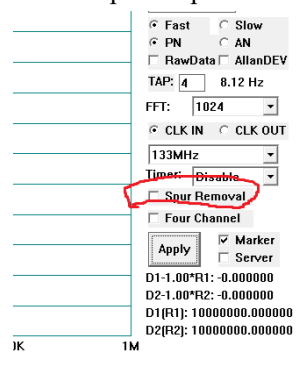 Fast Slow
PN AN
RawData AllanDEV
TAP: 4 8.12 Hz
FFT: 1024
CLK IN CLK OUT
133MHz
Timer: Disable
Spur Removal
Four Channel
Apply Marker
Server
D1-1.00*R1: -0.000000
D2-1.00*R2: -0.000000
D1(R1): 10000000.000000
D2(R2): 10000000.000000
1M